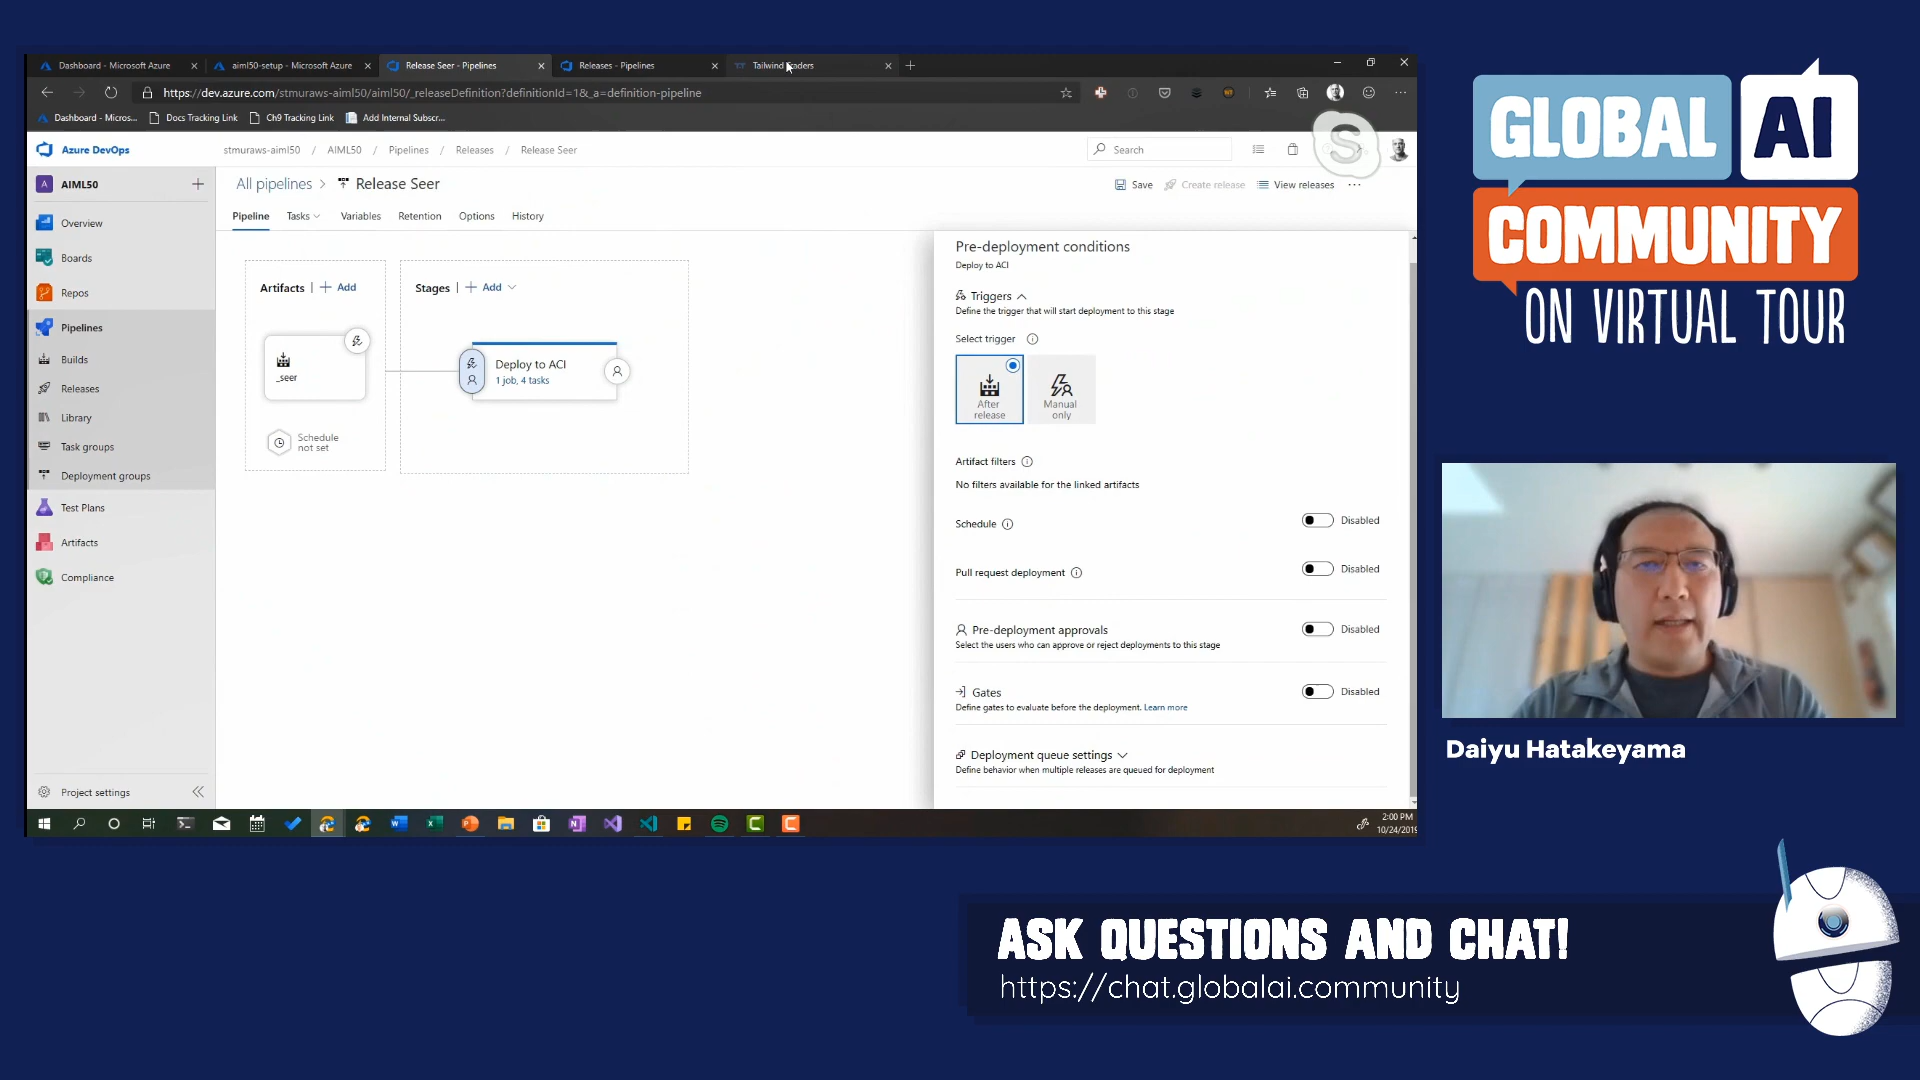 Dashboard - Microsoft Azure
aiml50-setup - Microsoft Azure
Release Seer - Pipelines
Releases - Pipelines
https://dev.azure.com/stmuraws-aiml50/aiml50/_releaseDefinition?definitionId=1&_a=definition-pipeline
Dashboard - Micros...
Docs Tracking Link
Ch9 Tracking Link
Add Internal Subscr...
Azure DevOps
stmuraws-aiml50 / AIML50 / Pipelines / Releases / Release Seer
Search
A AIML50
All pipelines > Release Seer
Save
Create release
View releases
Pipeline
Tasks
Variables
Retention
Options
History
Overview
Boards
Repos
Pipelines
Builds
Releases
Library
Task groups
Deployment groups
Test Plans
Artifacts
Compliance
Project settings
Artifacts | + Add
Stages | + Add
_seer
Schedule
not set
Deploy to ACI
1 job, 4 tasks
Pre-deployment conditions
Deploy to ACI
Triggers
Define the trigger that will start deployment to this stage
Select trigger
After
release
Manual
only
Artifact filters
No filters available for the linked artifacts
Schedule
Disabled
Pull request deployment
Disabled
Pre-deployment approvals
Disabled
Select the users who can approve or reject deployments to this stage
Gates
Disabled
Define gates to evaluate before the deployment. Learn more
Deployment queue settings
Define behavior when multiple releases are queued for deployment
2:00 PM
10/24/201
GLOBAL AI
COMMUNITY
ON VIRTUAL TOUR
Daiyu Hatakeyama
ASK QUESTIONS AND CHAT!
https://chat.globalai.community